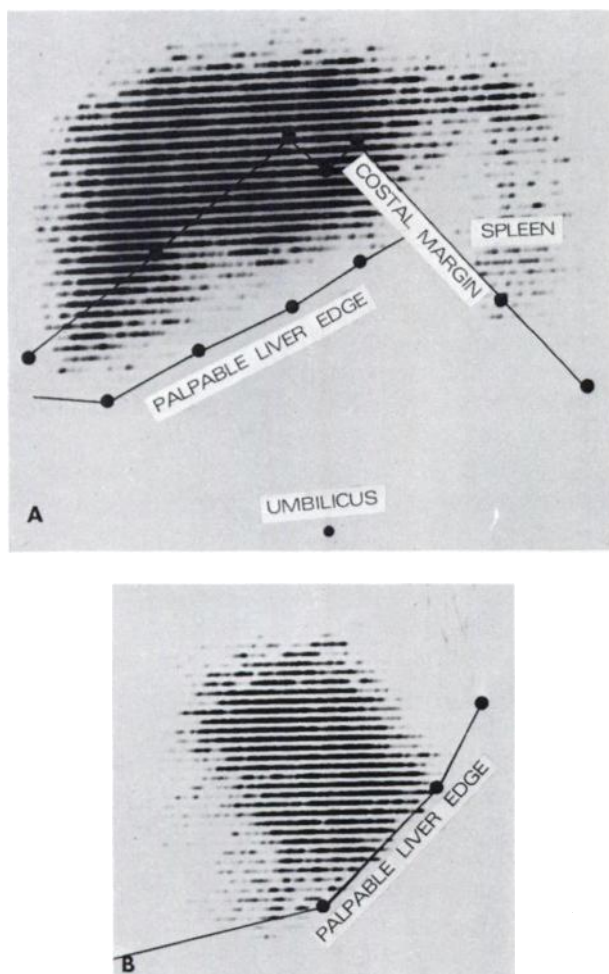 COSTAL MARGIN
SPLEEN
PALPABLE LIVER EDGE
A
UMBILICUS
PALPABLE LIVER EDGE
B